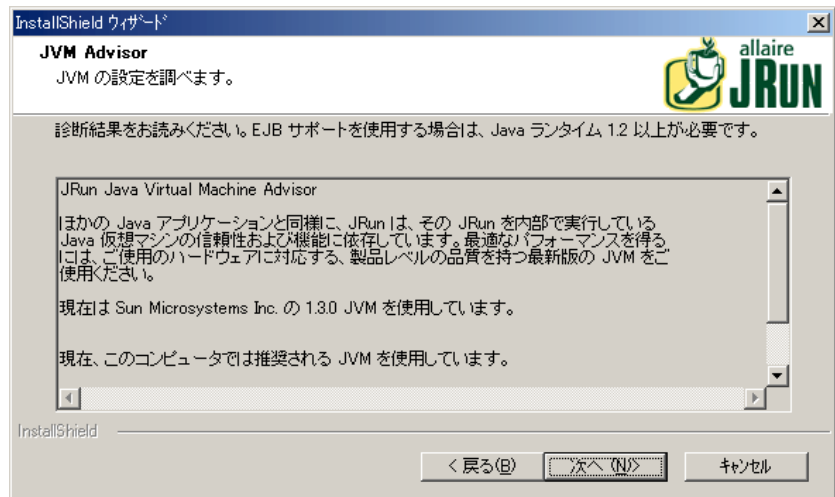 InstallShield ウィザード
JVM Advisor
JVM の設定を調べます。
allaire
JRUN
診断結果をお読みください。EJB サポートを使用する場合は、Java ランタイム 1.2 以上が必要です。
JRun Java Virtual Machine Advisor
ほかの Java アプリケーションと同様に、JRun は、その JRun を内部で実行している
Java 仮想マシンの信頼性および機能に依存しています。最適なパフォーマンスを得る
には、ご使用のハードウェアに対応する、製品レベルの品質を持つ最新版の JVM をご
使用ください。
現在は Sun Microsystems Inc. の 1.3.0 JVM を使用しています。
現在、このコンピュータでは推奨される JVM を使用しています。
InstallShield
< 戻る(B)
次へ (N)>
キャンセル